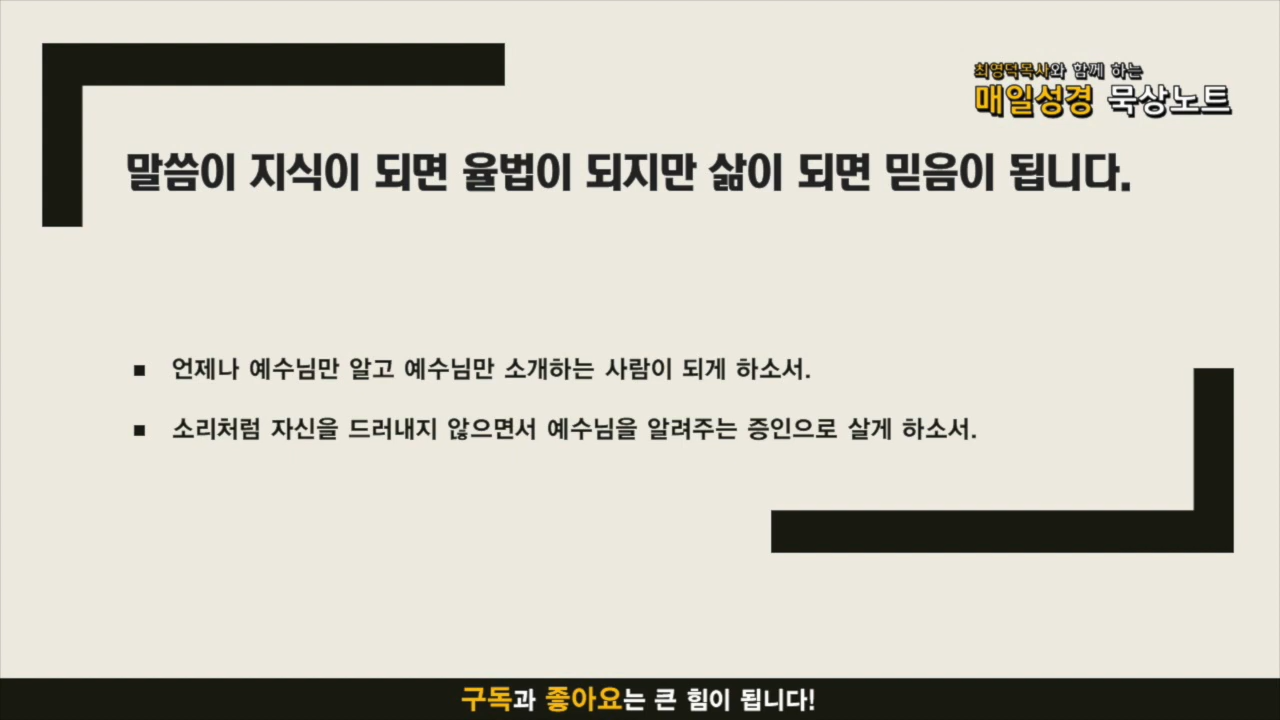 최영덕목사와 함께 하는
매일성경 묵상노트
말씀이 지식이 되면 율법이 되지만 삶이 되면 믿음이 됩니다.
■ 언제나 예수님만 알고 예수님만 소개하는 사람이 되게 하소서.
■ 소리처럼 자신을 드러내지 않으면서 예수님을 알려주는 증인으로 살게 하소서.
구독과 좋아요는 큰 힘이 됩니다!